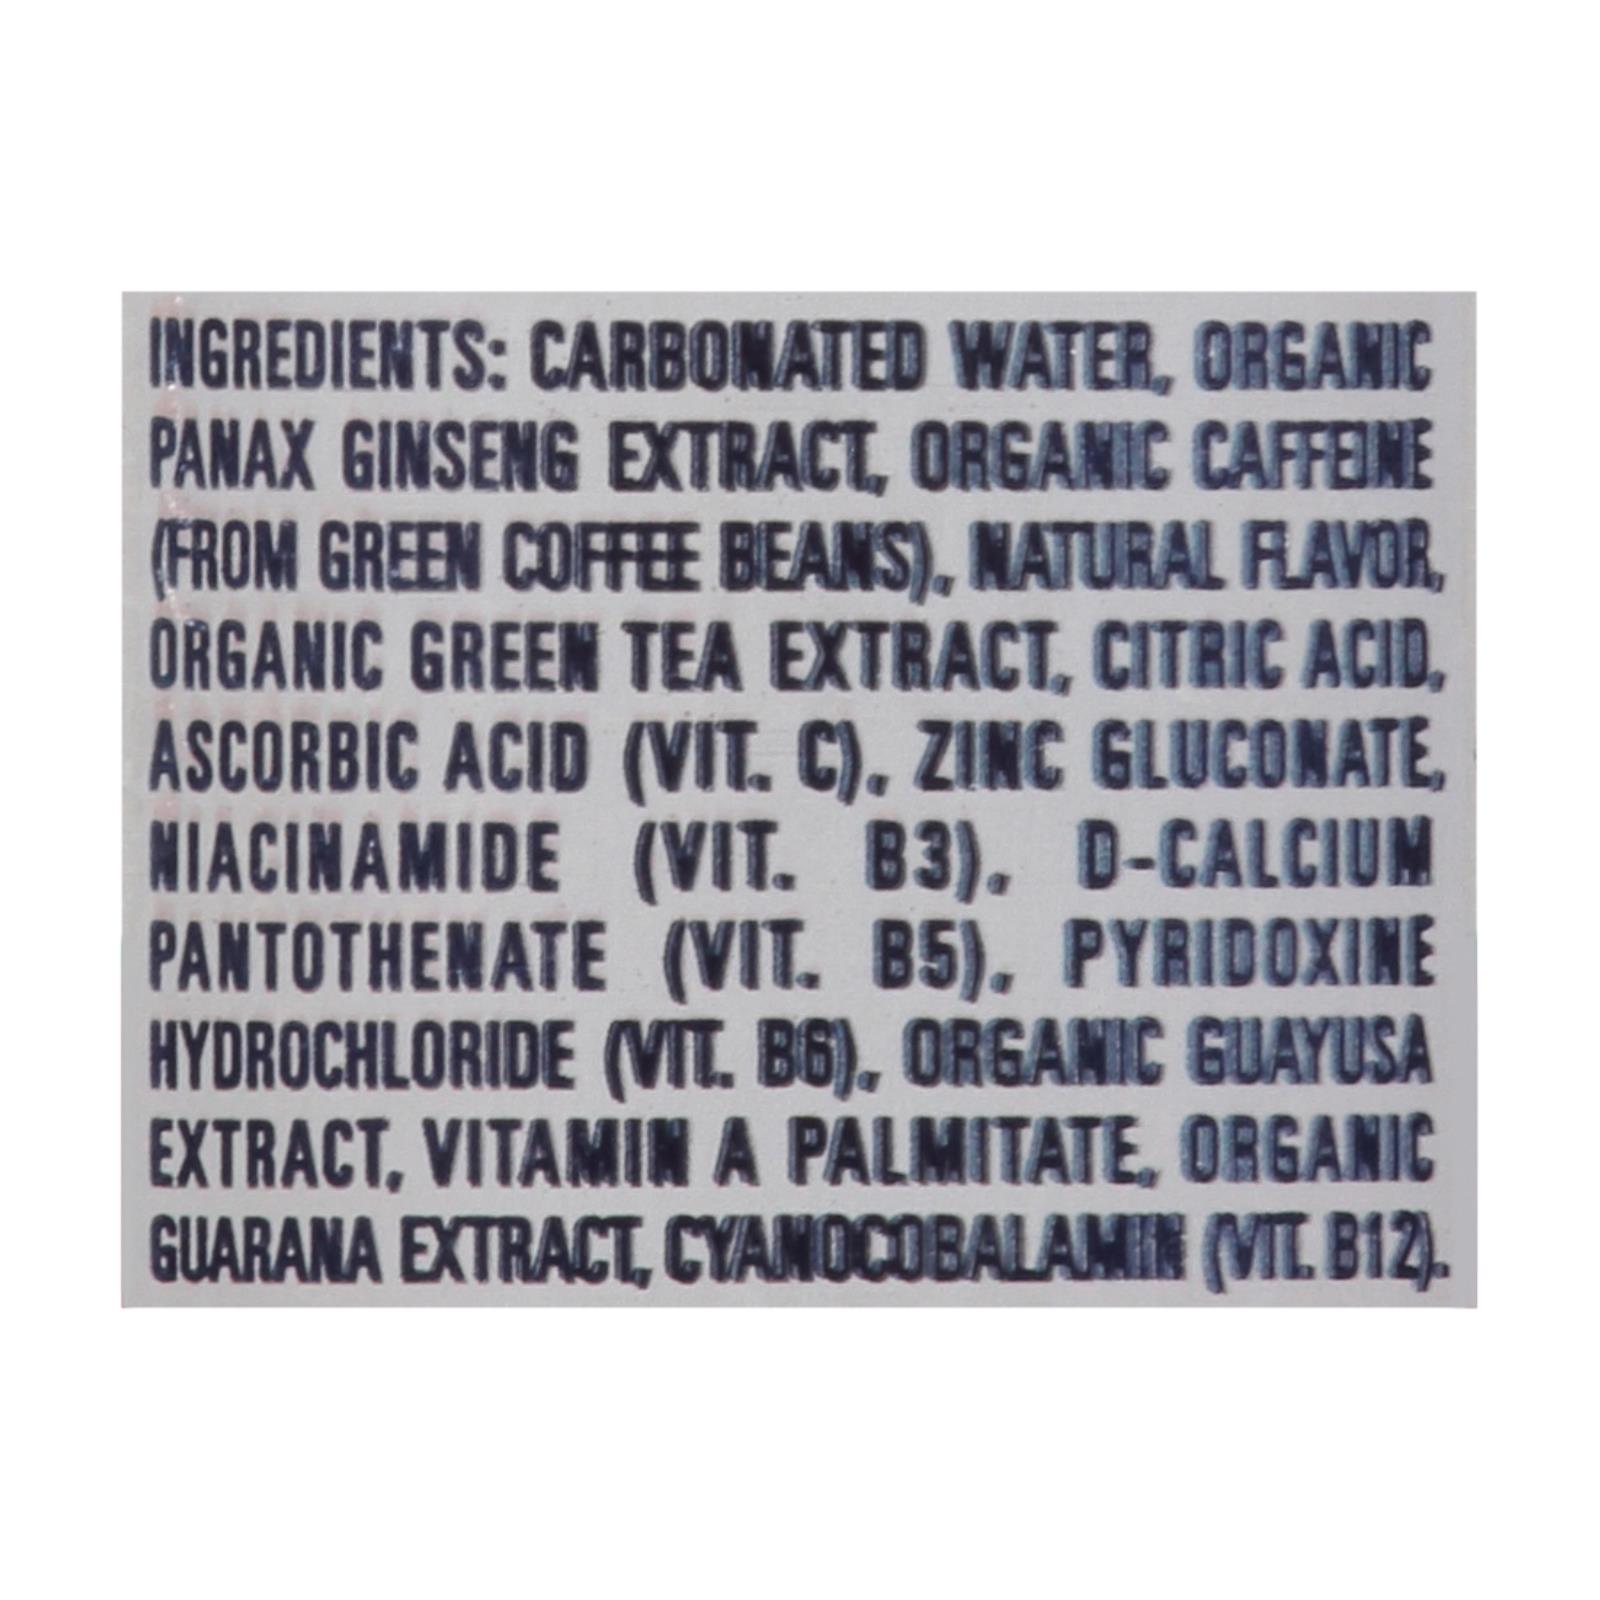 INGREDIENTS: CARBONATED WATER, ORGANIC
PANAX GINSENG EXTRACT, ORGANIC CAFFEINE
(FROM GREEN COFFEE BEANS), NATURAL FLAVOR,
ORGANIC GREEN TEA EXTRACT, CITRIC ACID,
ASCORBIC ACID (VIT. C), ZINC GLUCONATE,
NIACINAMIDE (VIT. B3), D-CALCIUM
PANTOTHENATE (VIT. B5), PYRIDOXINE
HYDROCHLORIDE (VIT. B6), ORGANIC GUAYUSA
EXTRACT, VITAMIN A PALMITATE, ORGANIC
GUARANA EXTRACT, CYANOCOBALAMIN (VIT. B12).